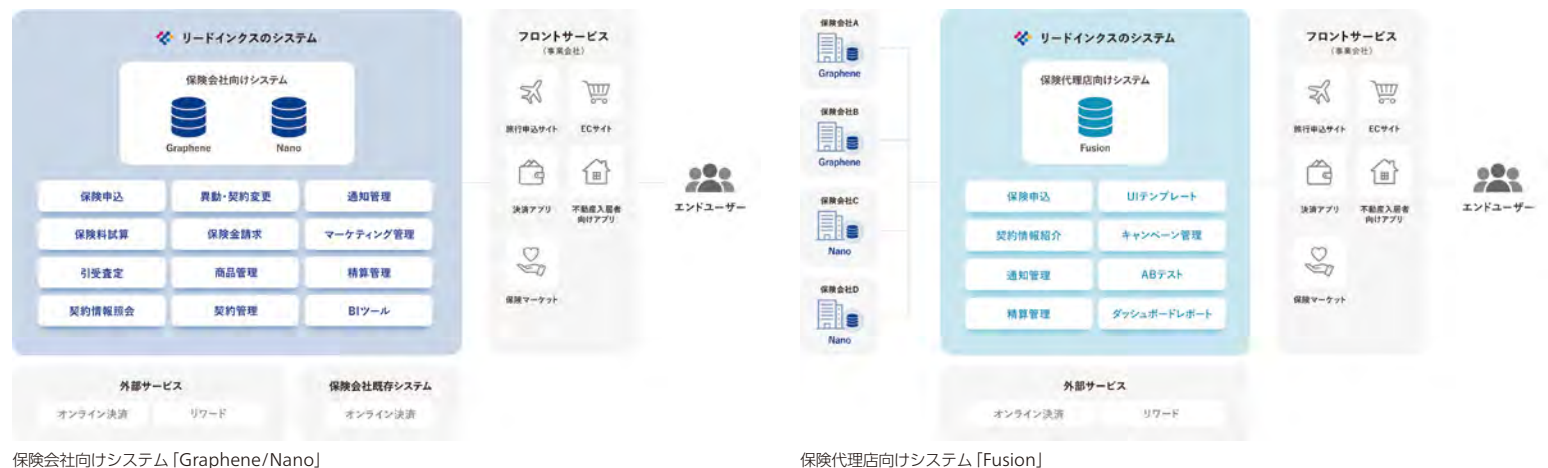 リードインクスのシステム
保険会社向けシステム
Graphene
Nano
保険申込
異動・契約変更
通知管理
保険料試算
保険金請求
マーケティング管理
引受査定
商品管理
精算管理
契約情報照会
契約管理
BIツール
フロントサービス
(事業会社)
旅行申込サイト
ECサイト
決済アプリ
不動産入居者
向けアプリ
保険マーケット
エンドユーザー
外部サービス
オンライン決済
リワード
保険会社既存システム
オンライン決済
保険会社向けシステム「Graphene/Nano」
保険会社A
Graphene
保険会社B
Graphene
保険会社C
Nano
保険会社D
Nano
リードインクスのシステム
保険代理店向けシステム
Fusion
保険申込
UIテンプレート
契約情報紹介
キャンペーン管理
通知管理
ABテスト
精算管理
ダッシュボードレポート
フロントサービス
(事業会社)
旅行申込サイト
ECサイト
決済アプリ
不動産入居者
向けアプリ
保険マーケット
エンドユーザー
外部サービス
オンライン決済
リワード
保険代理店向けシステム「Fusion」